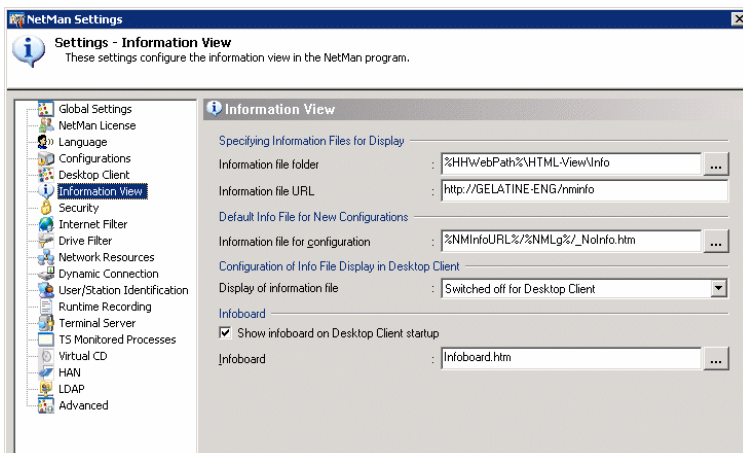 NetMan Settings
Settings - Information View
These settings configure the information view in the NetMan program.
Global Settings
NetMan License
Language
Configurations
Desktop Client
Information View
Security
Internet Filter
Drive Filter
Network Resources
Dynamic Connection
User/Station Identification
Runtime Recording
Terminal Server
TS Monitored Processes
Virtual CD
HAN
LDAP
Advanced
Information View
Specifying Information Files for Display
Information file folder : %HHWebPath%\HTML-View\Info ...
Information file URL : http://GELATINE-ENG/nminfo
Default Info File for New Configurations
Information file for configuration : %NMInfoURL%/%NMLg%/_NoInfo.htm ...
Configuration of Info File Display in Desktop Client
Display of information file : Switched off for Desktop Client
Infoboard
Show infoboard on Desktop Client startup
Infoboard : Infoboard.htm ...